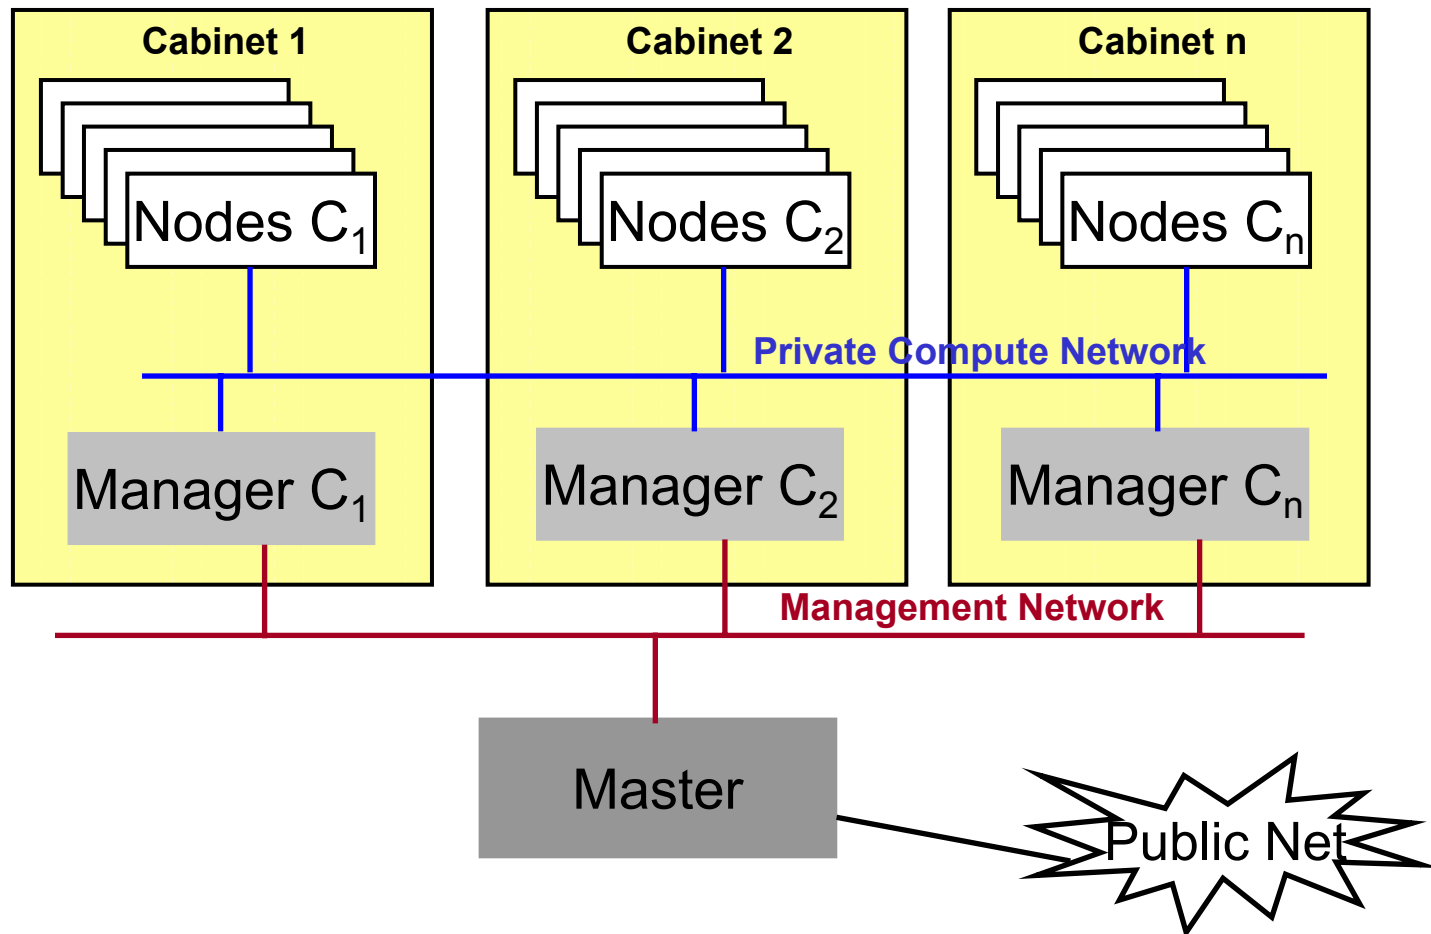 Cabinet 1
Cabinet 2
Cabinet n
Nodes C₁
Nodes C₂
Nodes Cₙ
Private Compute Network
Manager C₁
Manager C₂
Manager Cₙ
Management Network
Master
Public Net